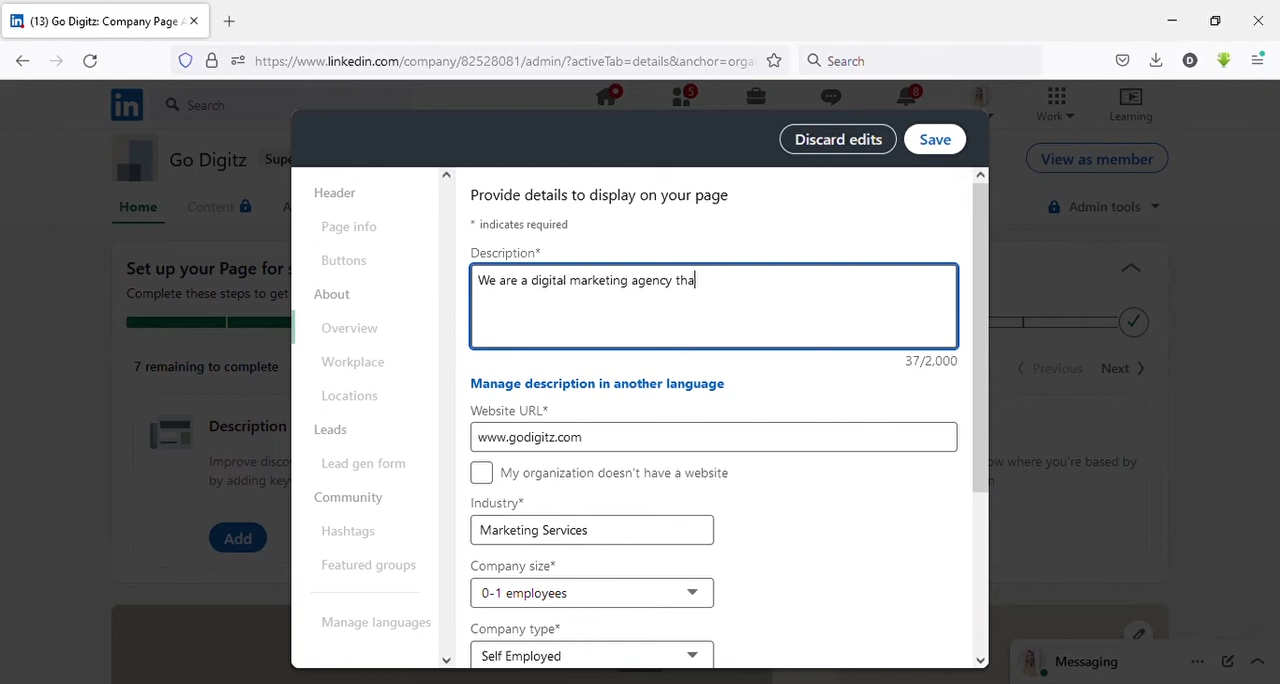 (13) Go Digitz: Company Page A
https://www.linkedin.com/company/82528081/admin/?activeTab=details&anchor=orga
Search
in
Search
5
8
Work
Learning
Go Digitz
Supe
View as member
Home
Content
A
Admin tools
Discard edits
Save
Header
Page info
Buttons
About
Overview
Workplace
Locations
Leads
Lead gen form
Community
Hashtags
Featured groups
Manage languages
Provide details to display on your page
* indicates required
Description*
We are a digital marketing agency tha
37/2,000
Manage description in another language
Website URL*
www.godigitz.com
My organization doesn't have a website
Industry*
Marketing Services
Company size*
0-1 employees
Company type*
Self Employed
Set up your Page for s
Complete these steps to get
7 remaining to complete
Previous
Next
Description
Improve disco
by adding key
Add
ow where you're based by
n
Messaging